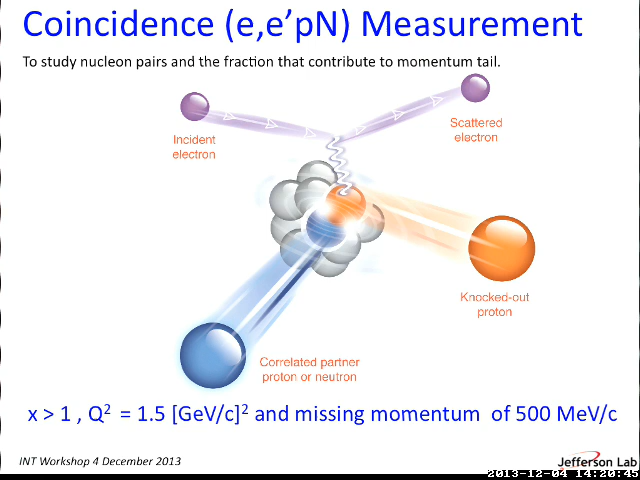 Coincidence (e,e’pN) Measurement
To study nucleon pairs and the fraction that contribute to momentum tail.
Incident
electron
Scattered
electron
Knocked-out
proton
Correlated partner
proton or neutron
x > 1 , Q² = 1.5 [GeV/c]² and missing momentum of 500 MeV/c
INT Workshop 4 December 2013
Jefferson Lab
2013-12-04 14:20:45